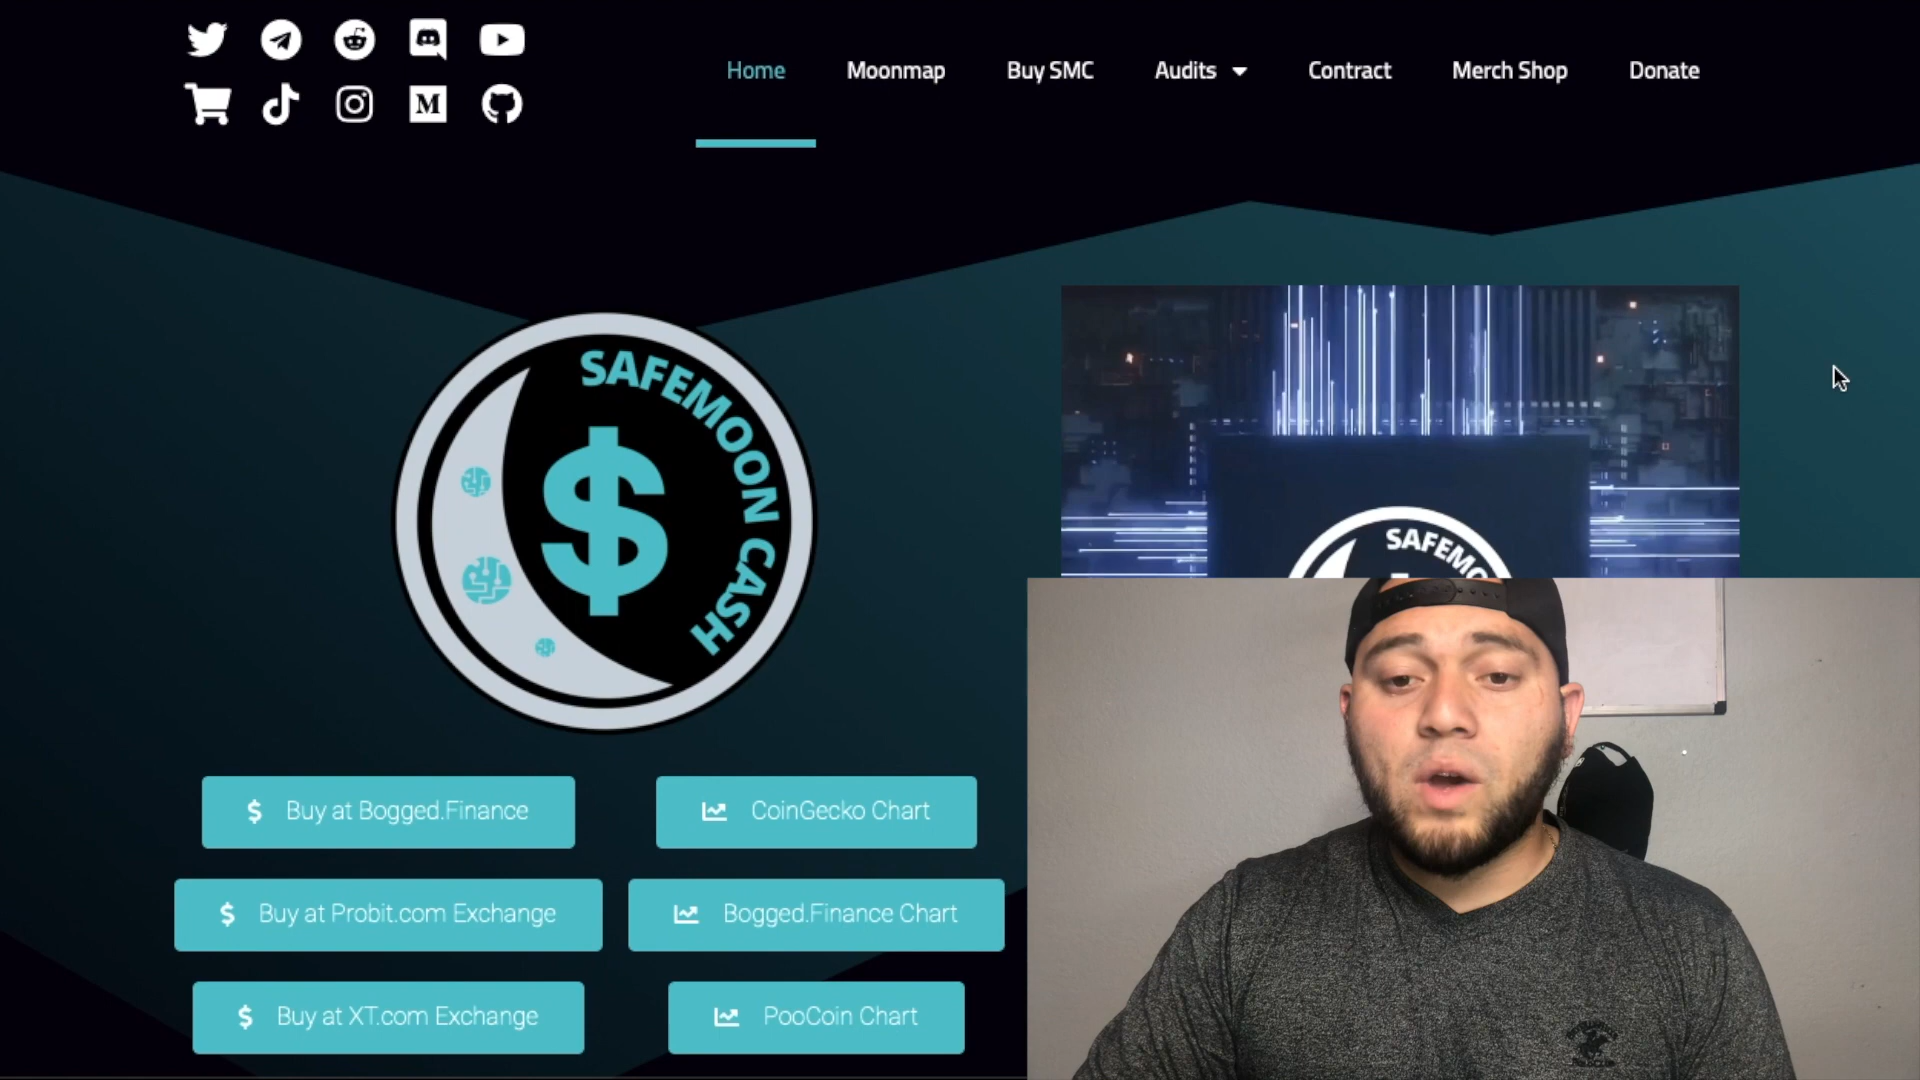 Home
Moonmap
Buy SMC
Audits
Contract
Merch Shop
Donate
M
SAFEMOON CASH
$
SAFEMO
$ Buy at Bogged.Finance
CoinGecko Chart
$ Buy at Probit.com Exchange
Bogged.Finance Chart
$ Buy at XT.com Exchange
PooCoin Chart